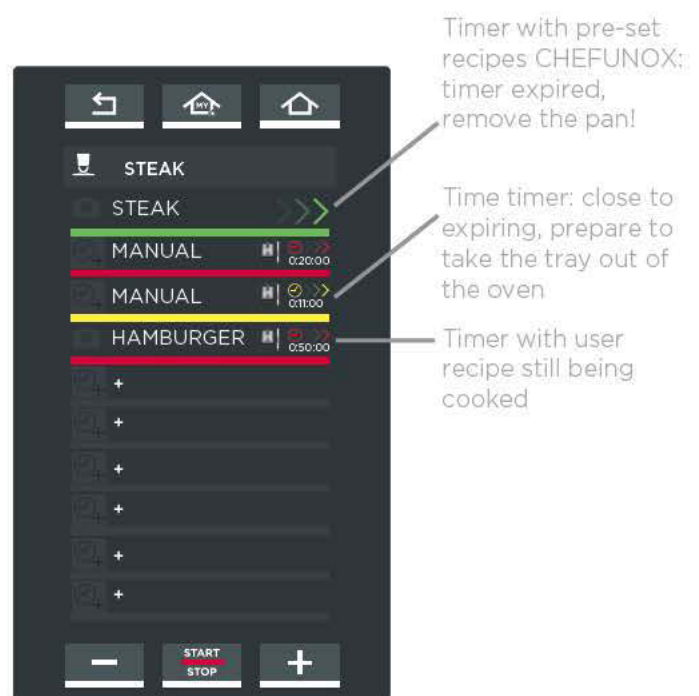 Timer with pre-set
recipes CHEFUNOX:
timer expired,
remove the pan!
MY
STEAK
STEAK
MANUAL
0:20:00
MANUAL
0:11:00
HAMBURGER
0:50:00
+
+
+
+
+
+
Time timer: close to
expiring, prepare to
take the tray out of
the oven
Timer with user
recipe still being
cooked
START
STOP